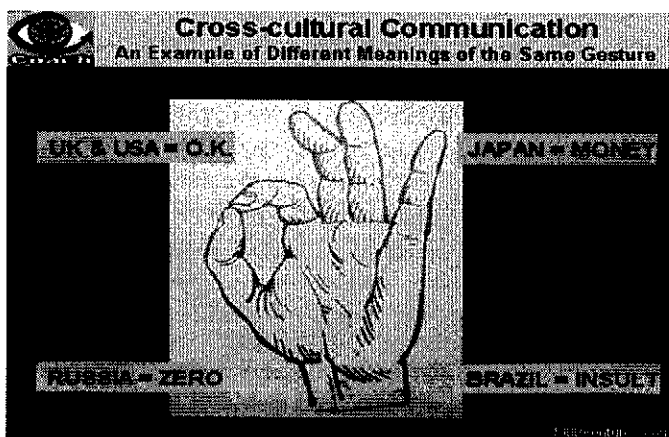 Cross-cultural Communication
An Example of Different Meanings of the Same Gesture
UK & USA = O.K.
JAPAN = MONEY
RUSSIA = ZERO
BRAZIL = INSULT